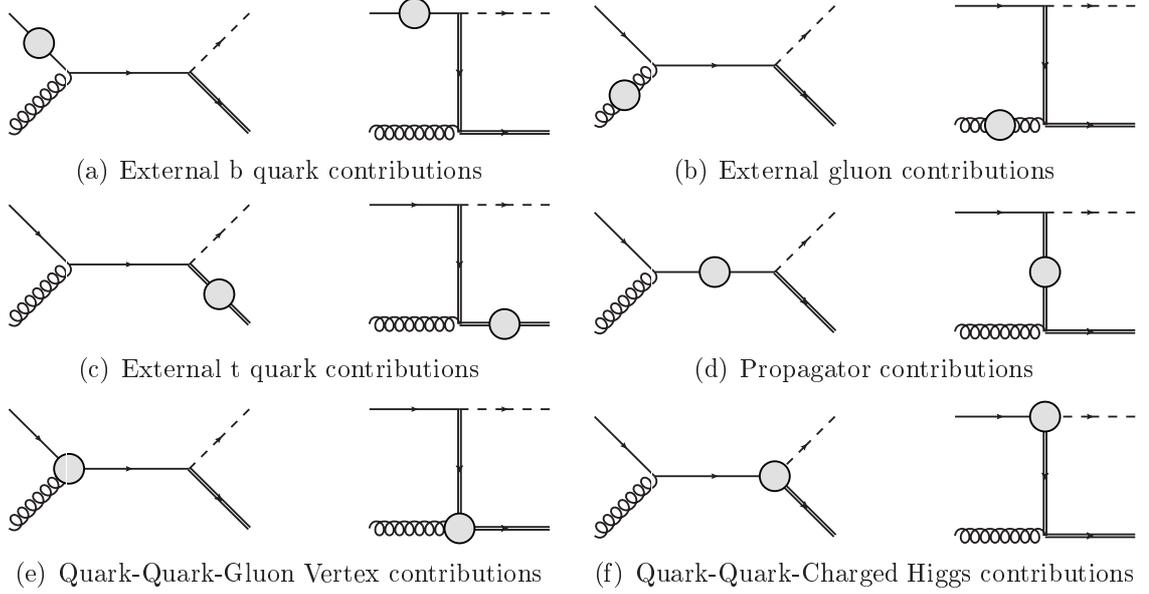 (a) External b quark contributions
(b) External gluon contributions
(c) External t quark contributions
(d) Propagator contributions
(e) Quark-Quark-Gluon Vertex contributions
(f) Quark-Quark-Charged Higgs contributions